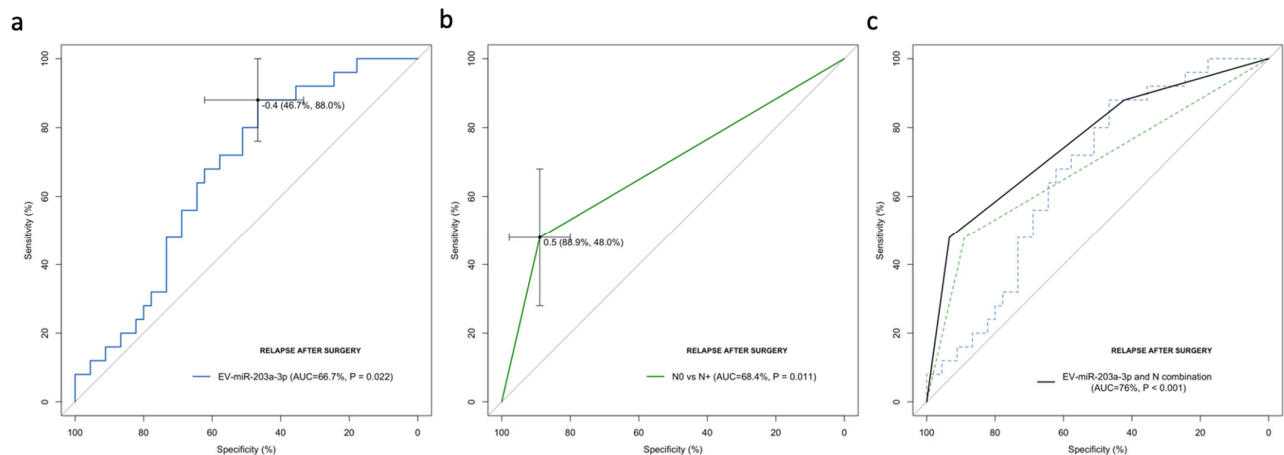 a
100
80
60
40
20
0
Sensitivity (%)
-0.4 (46.7%, 88.0%)
RELAPSE AFTER SURGERY
EV-miR-203a-3p (AUC=66.7%, P = 0.022)
100
80
60
40
20
0
Specificity (%)
b
100
80
60
40
20
0
Sensitivity (%)
0.5 (88.9%, 48.0%)
RELAPSE AFTER SURGERY
N0 vs N+ (AUC=68.4%, P = 0.011)
100
80
60
40
20
0
Specificity (%)
c
100
80
60
40
20
0
Sensitivity (%)
RELAPSE AFTER SURGERY
EV-miR-203a-3p and N combination
(AUC=76%, P < 0.001)
100
80
60
40
20
0
Specificity (%)